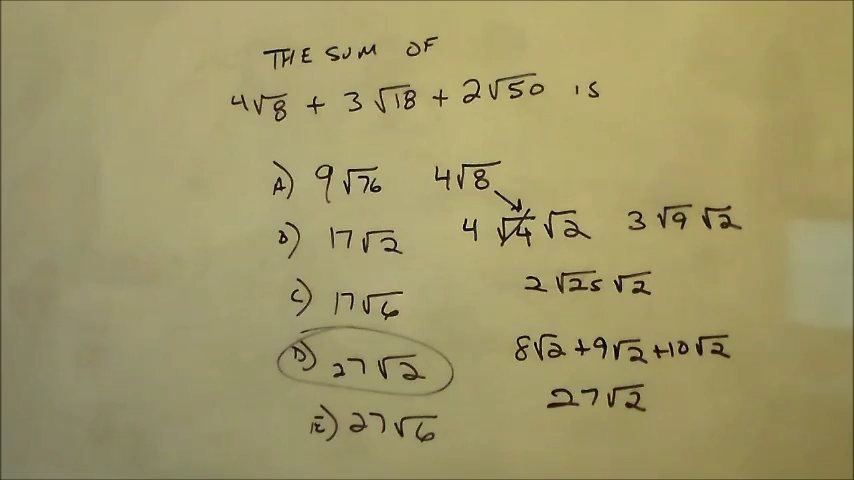 THE SUM OF
4√8 + 3√18 + 2√50 is
A) 9√76
B) 17√2
C) 17√6
D) 27√2
E) 27√6
4√8
4 √4 √2
3 √9 √2
2 √25 √2
8√2 + 9√2 + 10√2
27√2